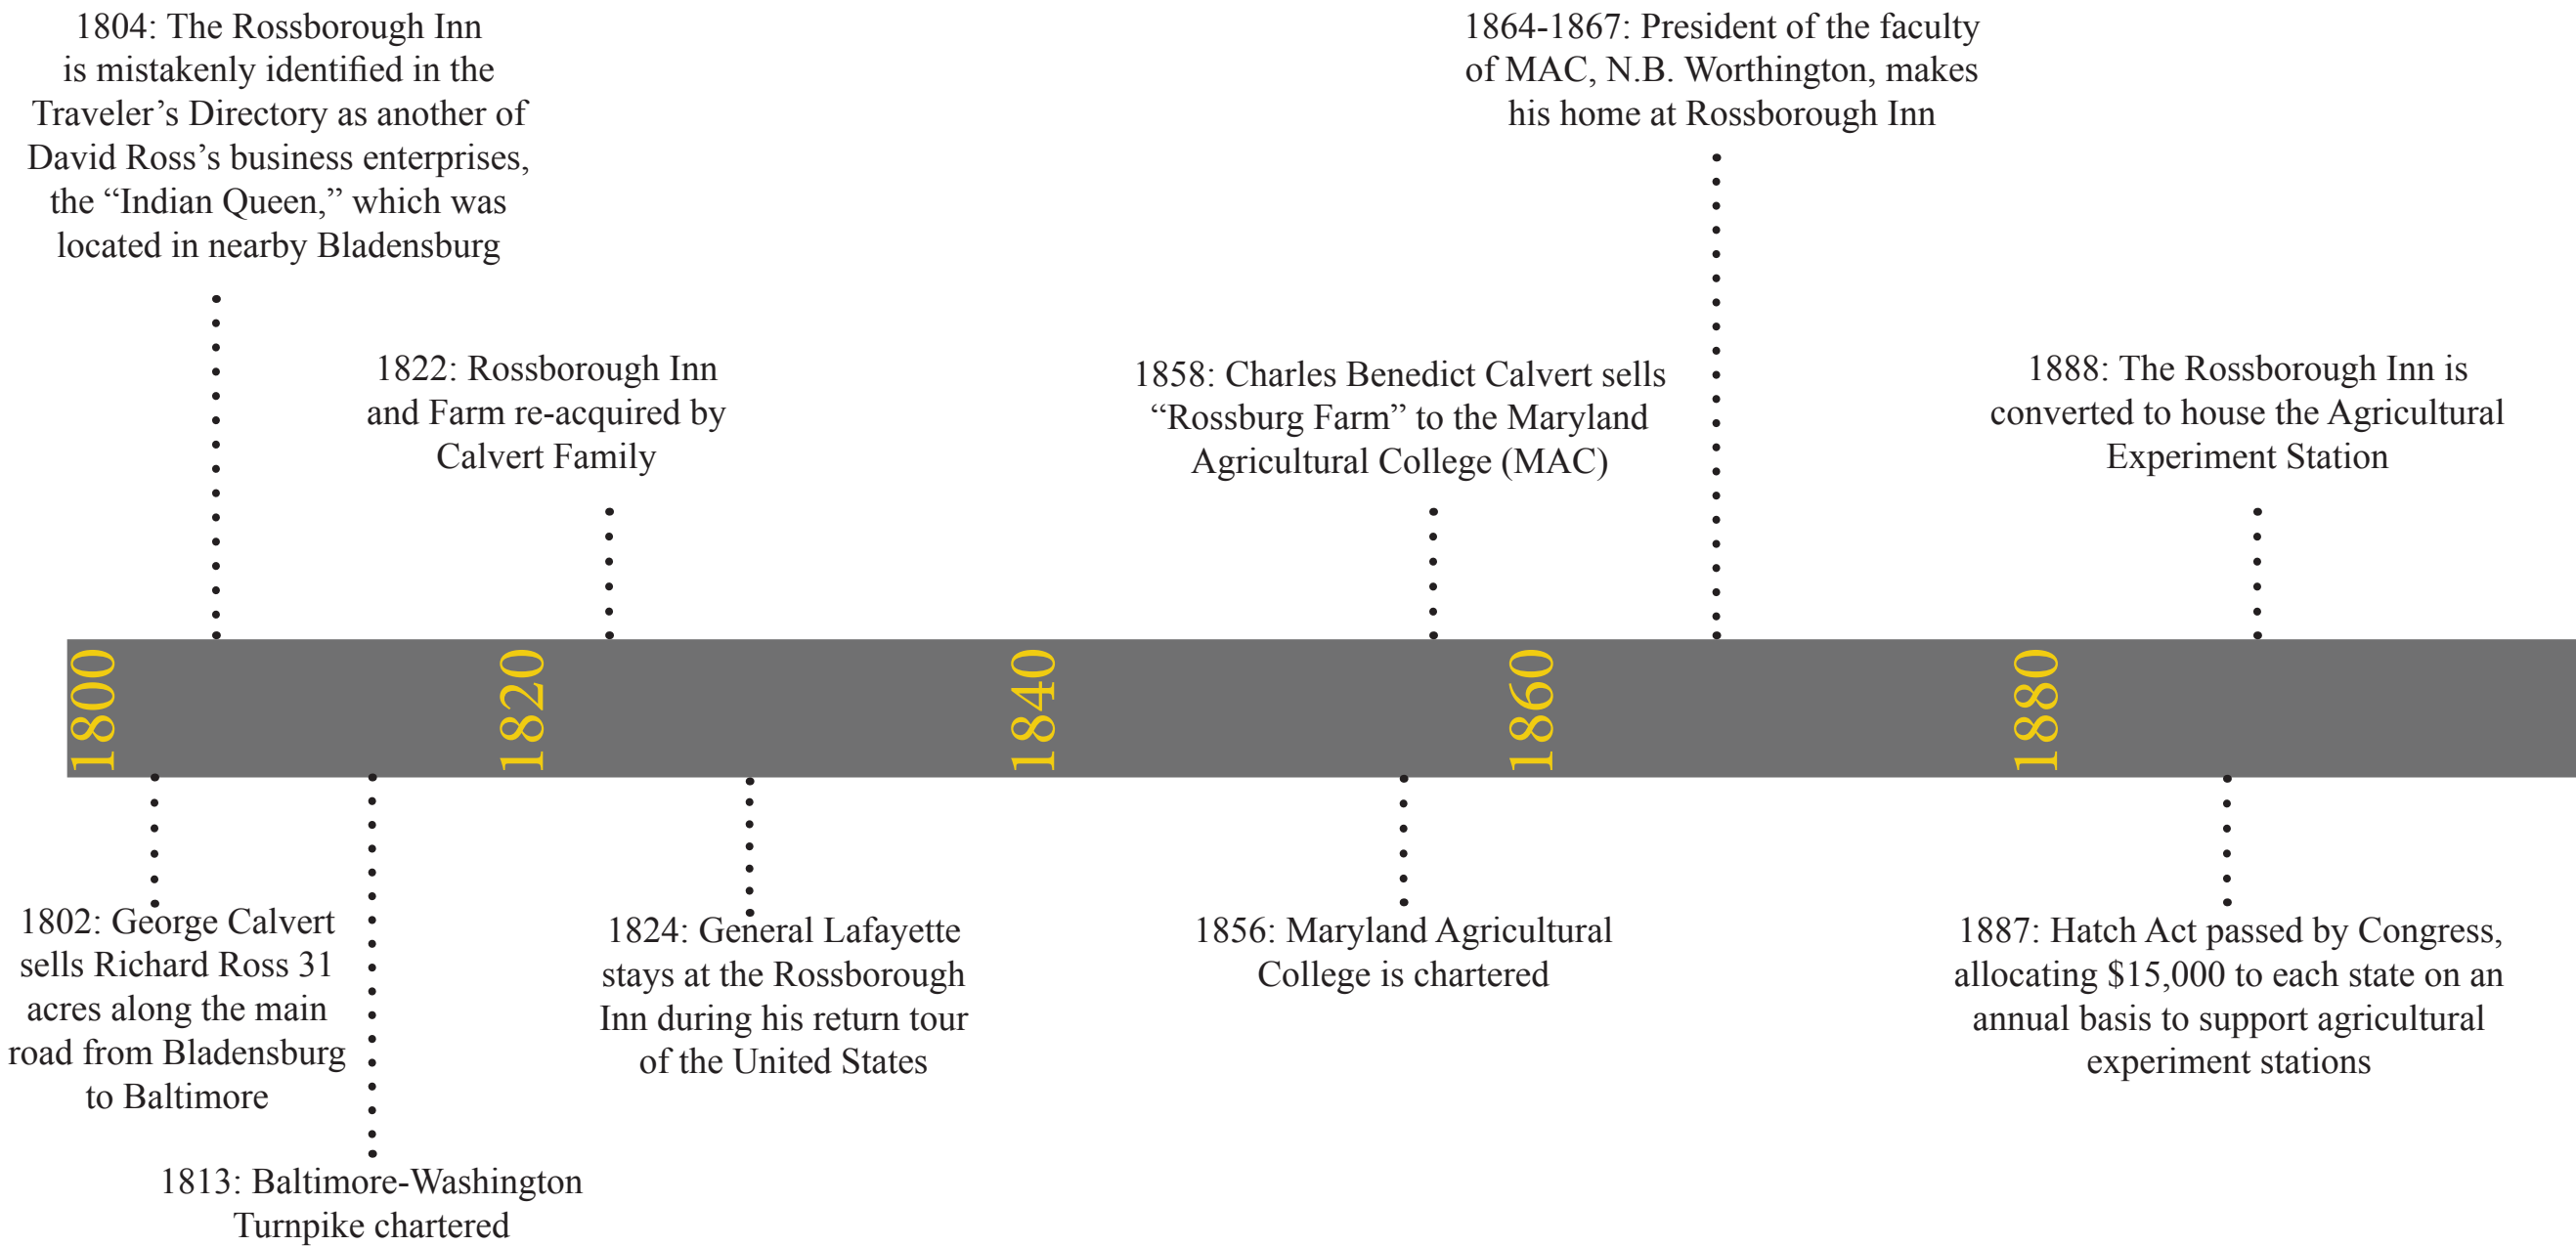 1804: The Rossborough Inn
is mistakenly identified in the
Traveler’s Directory as another of
David Ross’s business enterprises,
the “Indian Queen,” which was
located in nearby Bladensburg
1864-1867: President of the faculty
of MAC, N.B. Worthington, makes
his home at Rossborough Inn
1822: Rossborough Inn
and Farm re-acquired by
Calvert Family
1858: Charles Benedict Calvert sells
“Rossburg Farm” to the Maryland
Agricultural College (MAC)
1888: The Rossborough Inn is
converted to house the Agricultural
Experiment Station
1800
1820
1840
1860
1880
1802: George Calvert
sells Richard Ross 31
acres along the main
road from Bladensburg
to Baltimore
1813: Baltimore-Washington
Turnpike chartered
1824: General Lafayette
stays at the Rossborough
Inn during his return tour
of the United States
1856: Maryland Agricultural
College is chartered
1887: Hatch Act passed by Congress,
allocating $15,000 to each state on an
annual basis to support agricultural
experiment stations